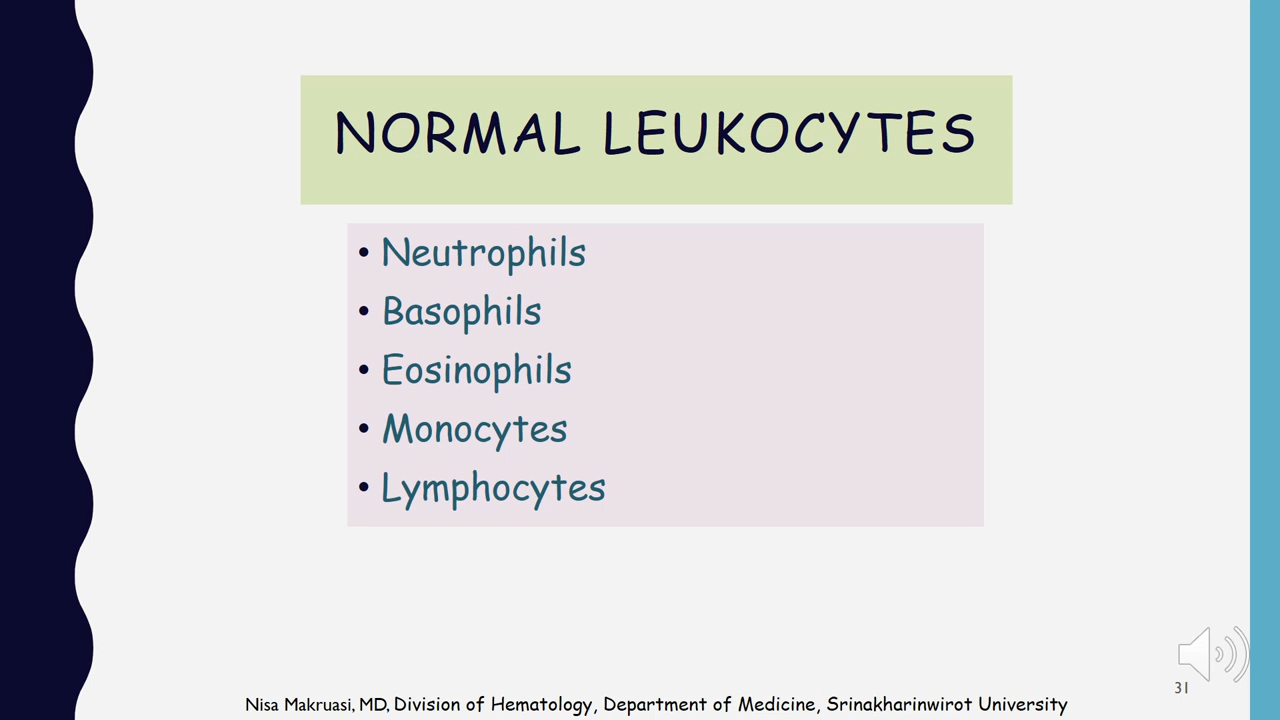 NORMAL LEUKOCYTES
• Neutrophils
• Basophils
• Eosinophils
• Monocytes
• Lymphocytes
31
Nisa Makruasi, MD, Division of Hematology, Department of Medicine, Srinakharinwirot University